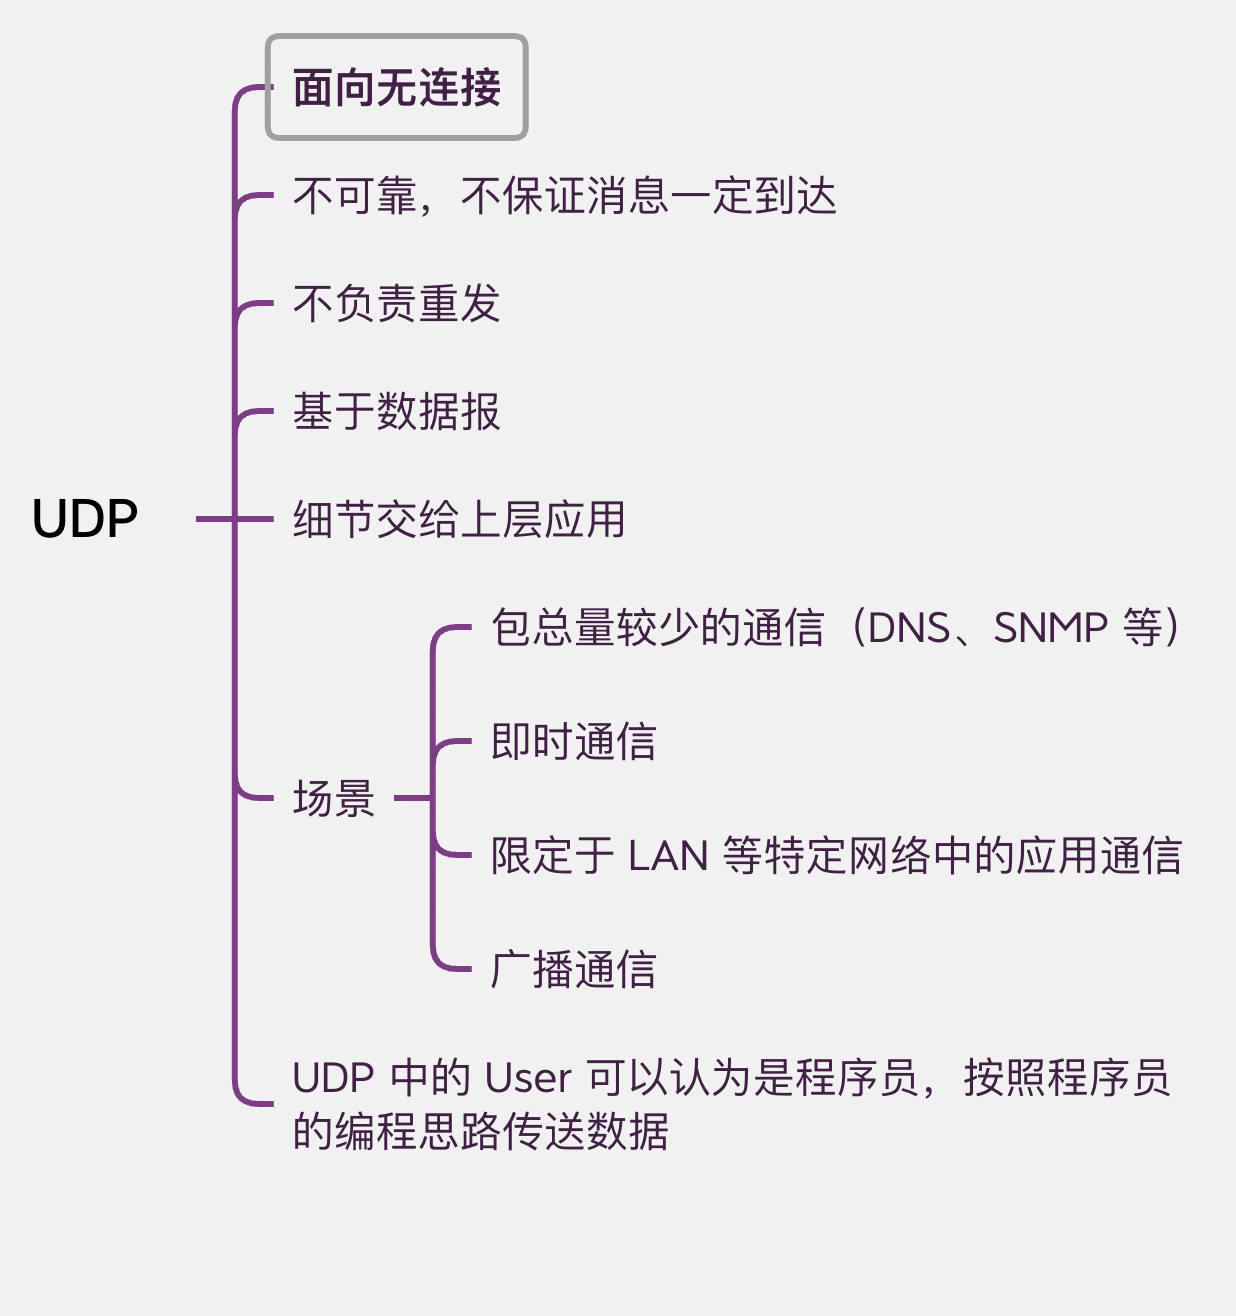 面向无连接
不可靠，不保证消息一定到达
不负责重发
基于数据报
UDP
细节交给上层应用
场景
包总量较少的通信（DNS、SNMP 等）
即时通信
限定于 LAN 等特定网络中的应用通信
广播通信
UDP 中的 User 可以认为是程序员，按照程序员
的编程思路传送数据